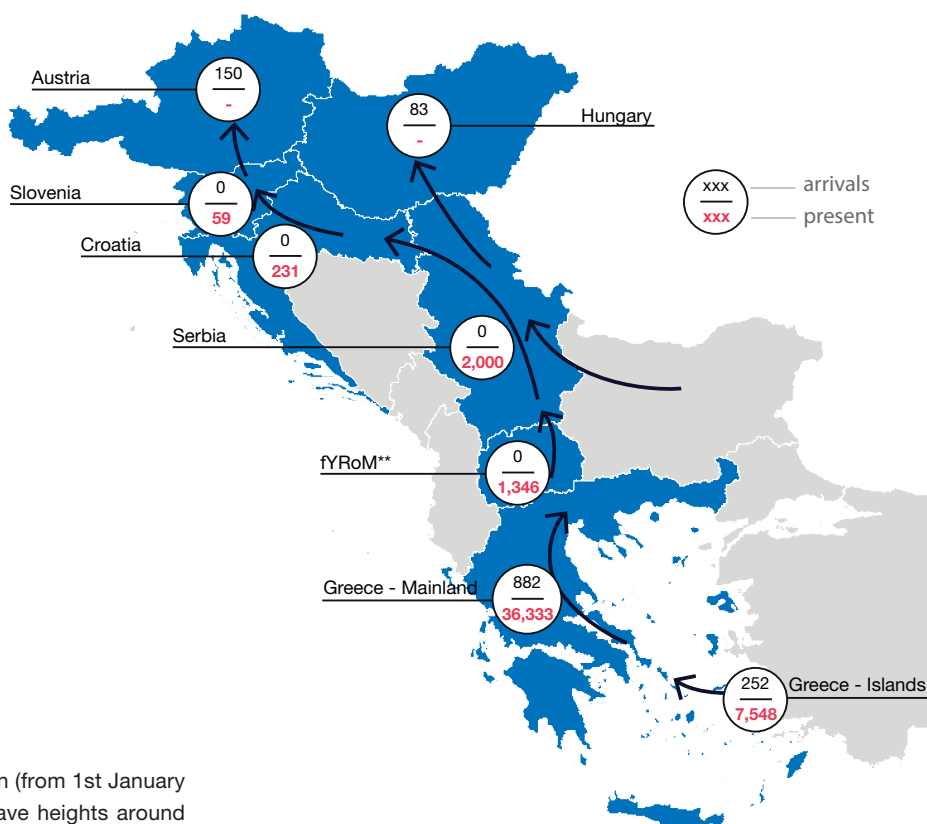 Austria
150
-
83
-
Hungary
Slovenia
0
59
xxx
xxx
arrivals
present
Croatia
0
231
Serbia
0
2,000
fYRoM**
0
1,346
Greece - Mainland
882
36,333
252
7,548
Greece - Islands
n (from 1st January
ave heights around